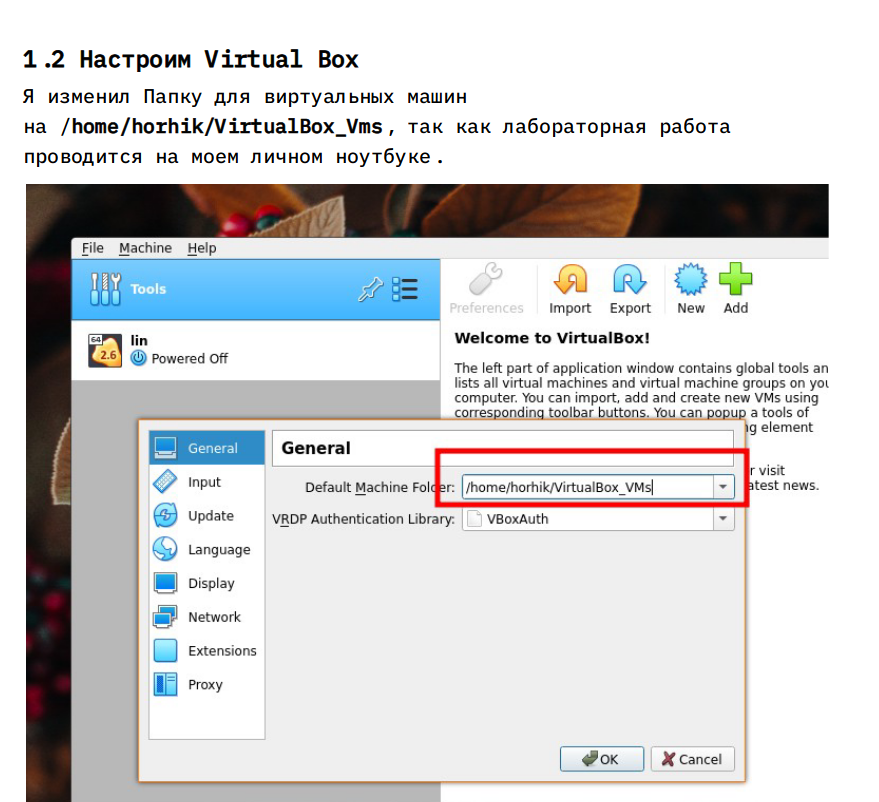 1.2 Настроим Virtual Box
Я изменил Папку для виртуальных машин
на /home/horhik/VirtualBox_Vms, так как лабораторная работа
проводится на моем личном ноутбуке.
File Machine Help
Tools
Preferences Import Export New Add
64
2.6
lin
Powered Off
Welcome to VirtualBox!
The left part of application window contains global tools an
lists all virtual machines and virtual machine groups on you
computer. You can import, add and create new VMs using
corresponding toolbar buttons. You can popup a tools of
ng element
r visit
atest news.
General
Input
Update
Language
Display
Network
Extensions
Proxy
General
Default Machine Folder: /home/horhik/VirtualBox_VMs
VRDP Authentication Library: VBoxAuth
OK Cancel